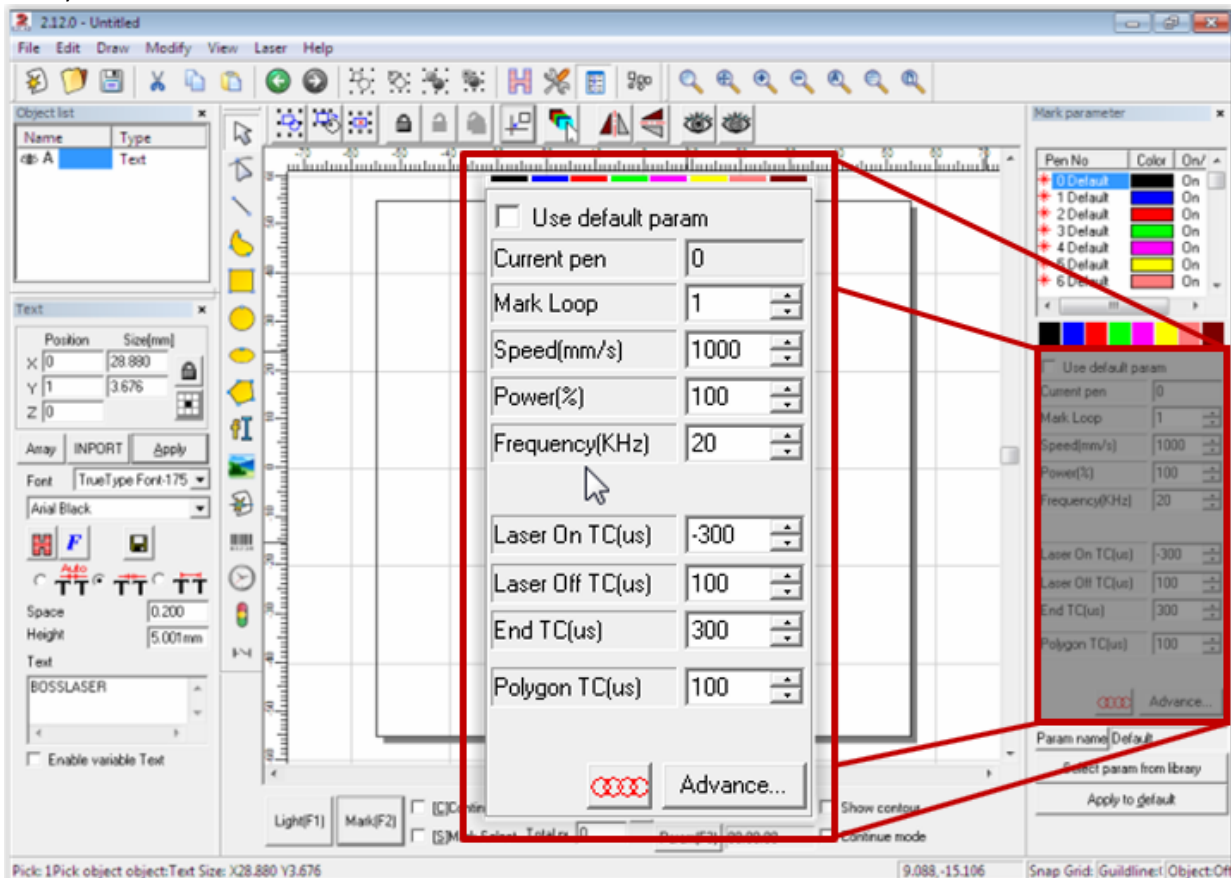 2.12.0 - Untitled
File Edit Draw Modify View Laser Help
Object list
Name Type
A Text
Text
Position Size[mm]
X 0 28.880
Y 1 3.676
Z 0
Array INPORT Apply
Font TrueType Font-175
Arial Black
Auto
TT TT TT
Space 0.200
Height 5.001mm
Text
BOSSLASER
Enable variable Text
Use default param
Current pen 0
Mark Loop 1
Speed(mm/s) 1000
Power(%) 100
Frequency(KHz) 20
Laser On TC(us) -300
Laser Off TC(us) 100
End TC(us) 300
Polygon TC(us) 100
Advance...
Light(F1) Mark(F2) Show contour
Continue mode
Mark parameter
Pen No Color On/
0 Default On
1 Default On
2 Default On
3 Default On
4 Default On
5 Default On
6 Default On
Use default param
Current pen 0
Mark Loop 1
Speed(mm/s) 1000
Power(%) 100
Frequency(KHz) 20
Laser On TC(us) -300
Laser Off TC(us) 100
End TC(us) 300
Polygon TC(us) 100
Advance...
Param name Default
Select param from library
Apply to default
Pick: 1Pick object object:Text Size: X28.880 Y3.676 9.088,-15.106 Snap Grid: Guildline:( Object:Off